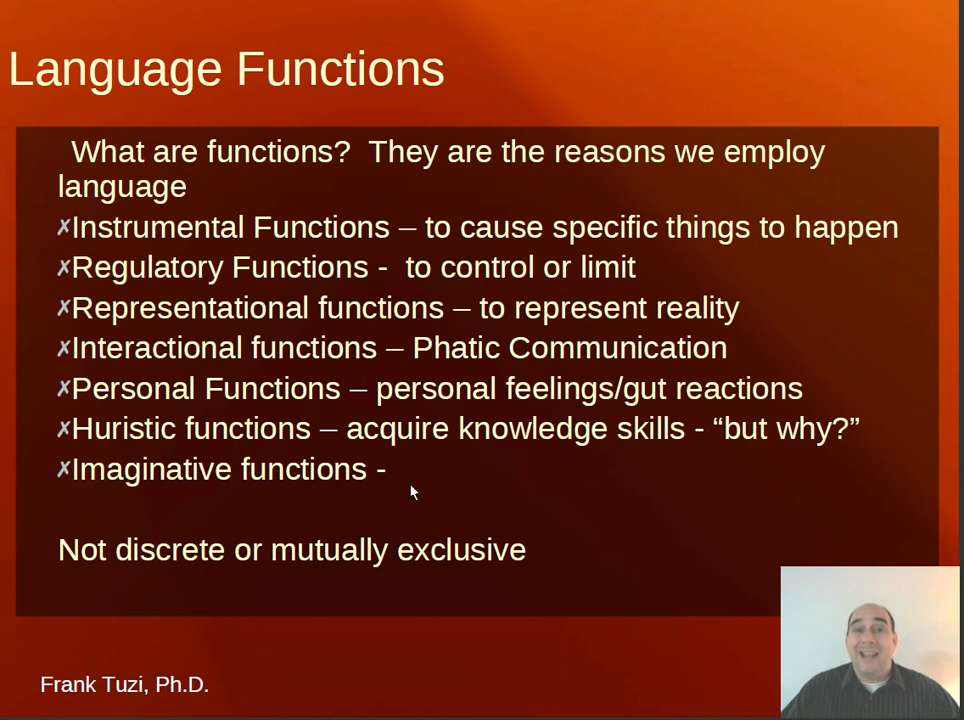 Language Functions
What are functions?  They are the reasons we employ
language
✗Instrumental Functions – to cause specific things to happen
✗Regulatory Functions -  to control or limit
✗Representational functions – to represent reality
✗Interactional functions – Phatic Communication
✗Personal Functions – personal feelings/gut reactions
✗Huristic functions – acquire knowledge skills - “but why?”
✗Imaginative functions -
Not discrete or mutually exclusive
Frank Tuzi, Ph.D.